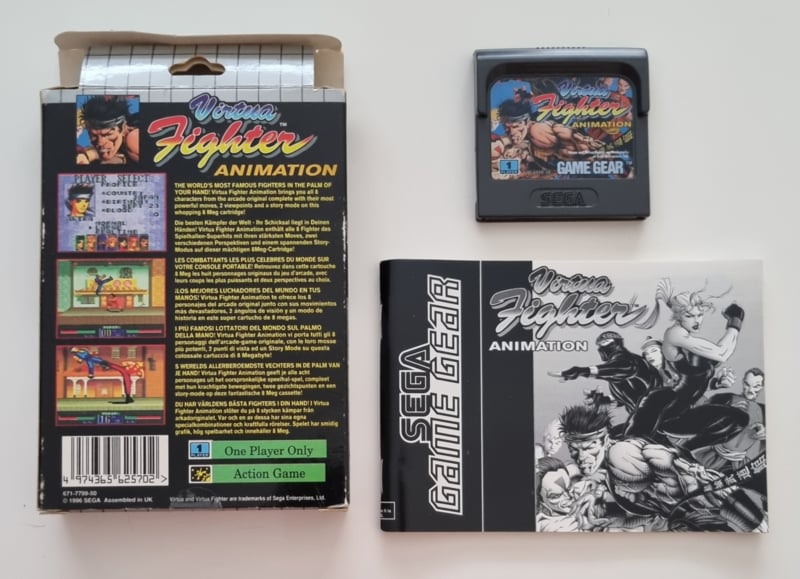 Virtua
Fighter™
ANIMATION
PLAYER SELECT
PROFILE
THE WORLD'S MOST FAMOUS FIGHTERS IN THE PALM OF
YOUR HAND! Virtua Fighter Animation brings you all 8
characters from the arcade original complete with their most
powerful moves, 2 viewpoints and a story mode on this
whopping 8 Meg cartridge!
Die besten Kämpfer der Welt - Ihr Schicksal liegt in Deinen
Händen! Virtua Fighter Animation enthält alle 8 Fighter des
Spielhallen-Superhits mit ihren stärksten Moves, zwei
verschiedenen Perspektiven und einem spannenden Story-
Modus auf dieser mächtigen 8Meg-Cartridge!
LES COMBATTANTS LES PLUS CELEBRES DU MONDE SUR
VOTRE CONSOLE PORTABLE! Retrouvez dans cette cartouche
8 Meg les huit personnages originaux du jeu d'arcade, avec
leurs coups les plus puissants et deux perspectives au choix.
¡LOS MEJORES LUCHADORES DEL MUNDO EN TUS
MANOS! Virtua Fighter Animation te ofrece los 8
personajes del arcade original junto con sus movimientos
más devastadores, 2 ángulos de visión y un modo de
historia en este super cartucho de 8 megas.
I PIÙ FAMOSI LOTTATORI DEL MONDO SUL PALMO
DELLA MANO! Virtua Fighter Animation vi porta tutti gli 8
personaggi dell'arcade-game originale, con le loro mosse
più potenti, 2 punti di vista ed un Story Mode su questa
colossale cartuccia di 8 Megabyte!
S WERELDS ALLERBEROEMDSTE VECHTERS IN DE PALM VAN
JE HAND! Virtua Fighter Animation geeft je alle acht
personages uit het oorspronkelijke speelhal-spel, compleet
met hun krachtigste bewegingen, twee gezichtspunten en een
story-mode op deze fantastische 8 Meg cassette!
DU HAR VÄRLDENS BÄSTA FIGHTERS I DIN HAND! I Virtua
Fighter Animation slöter du på 8 stycken kämpar från
arkadoriginalet. Var och en av dessa har sina egna
specialkombinationer och kraftfulla rörelser. Spelet har smidig
grafik, hög spelbarhet och innehåller 8 Meg.
1
PLAYER
One Player Only
Action Game
4 974365 625702 >
671-7799-50
© 1996 SEGA Assembled in UK
Virtua and Virtua Fighter are trademarks of Sega Enterprises, Ltd.
Virtua
Fighter
ANIMATION
1
PLAYER
GAME GEAR™
SEGA
SEGA
GAME GEAR
Virtua
Fighter
ANIMATION